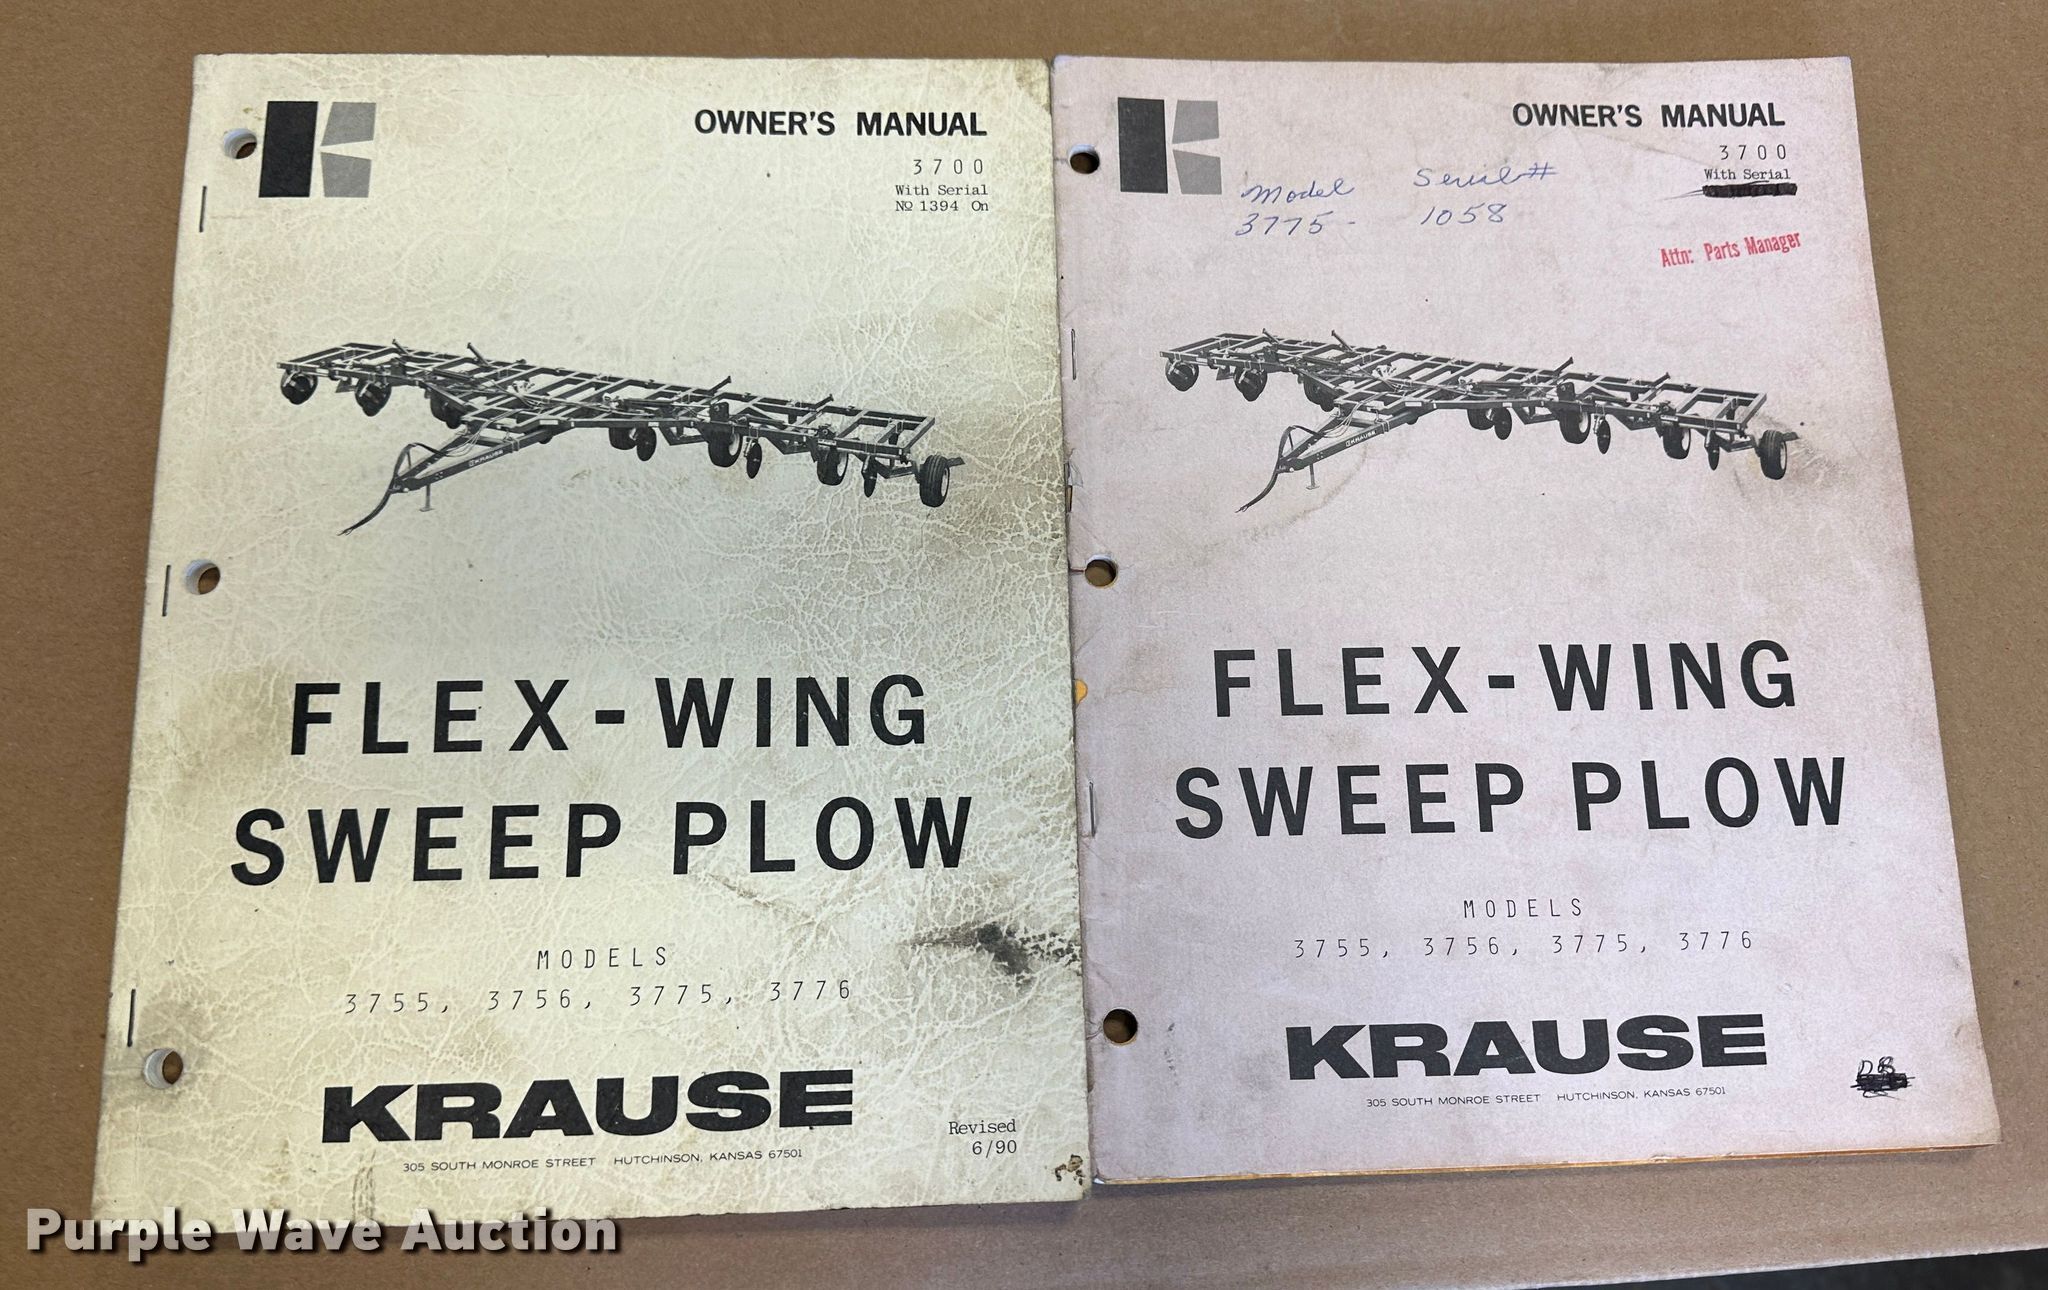 OWNER'S MANUAL
3700
With Serial
№ 1394 On
KRAUSE
FLEX-WING
SWEEP PLOW
MODELS
3755, 3756, 3775, 3776
KRAUSE
305 SOUTH MONROE STREET HUTCHINSON, KANSAS 67501
Revised
6/90
OWNER'S MANUAL
3700
With Serial
Model Serial #
3775- 1058
Attn: Parts Manager
KRAUSE
FLEX-WING
SWEEP PLOW
MODELS
3755, 3756, 3775, 3776
KRAUSE
305 SOUTH MONROE STREET HUTCHINSON, KANSAS 67501
Purple Wave Auction